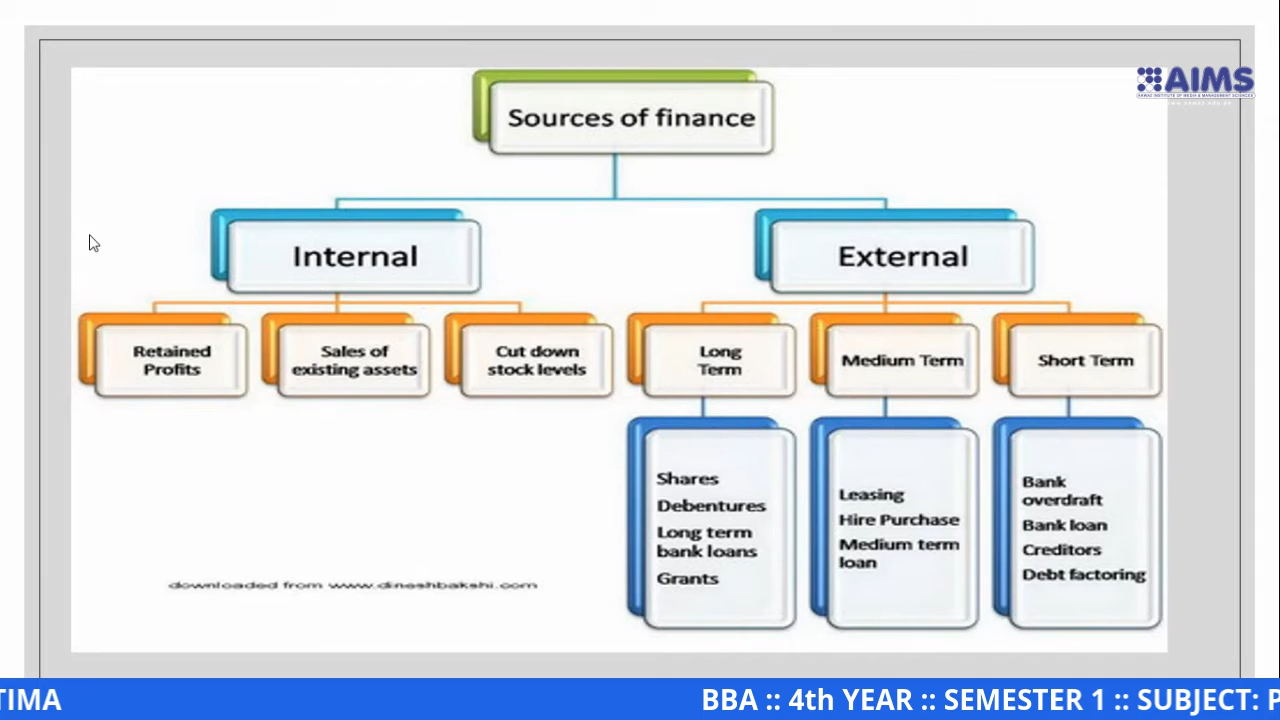 AIMS
Sources of finance
Internal
External
Retained
Profits
Sales of
existing assets
Cut down
stock levels
Long
Term
Medium Term
Short Term
Shares
Debentures
Long term
bank loans
Grants
Leasing
Hire Purchase
Medium term
loan
Bank
overdraft
Bank loan
Creditors
Debt factoring
downloaded from www.dineshbakshi.com
TIMA
BBA :: 4th YEAR :: SEMESTER 1 :: SUBJECT: P